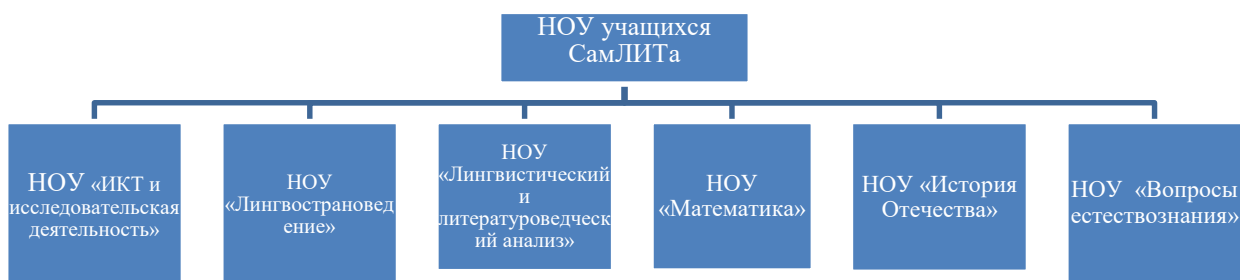 НОУ учащихся
СамЛИТа
НОУ «ИКТ и
исследовательская
деятельность»
НОУ
«Лингвострановед
ение»
НОУ
«Лингвистический
и
литературоведческ
ий анализ»
НОУ
«Математика»
НОУ «История
Отечества»
НОУ «Вопросы
естествознания»